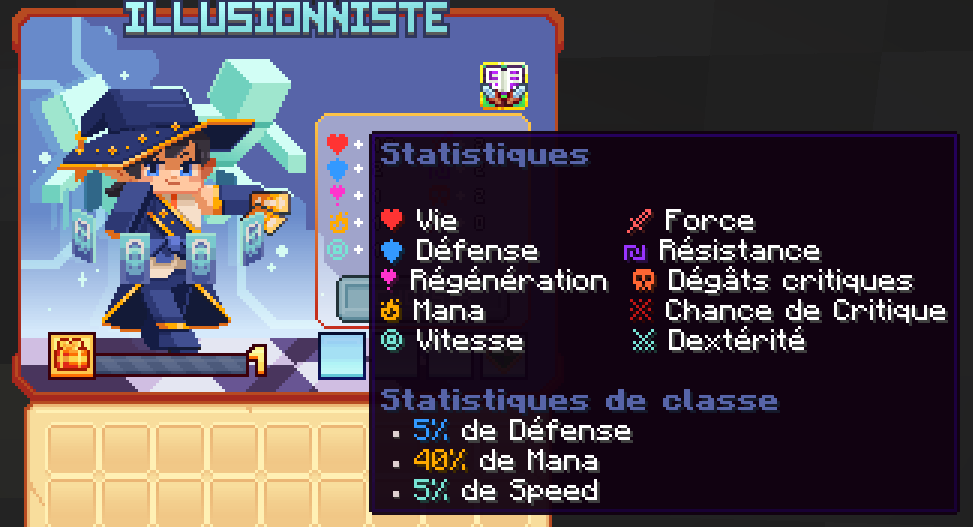 ILLUSIONNISTE
Statistiques
Vie
Force
Défense
Résistance
Régénération
Dégâts critiques
Mana
Chance de Critique
Vitesse
Dextérité
1
Statistiques de classe
5% de Défense
40% de Mana
5% de Speed